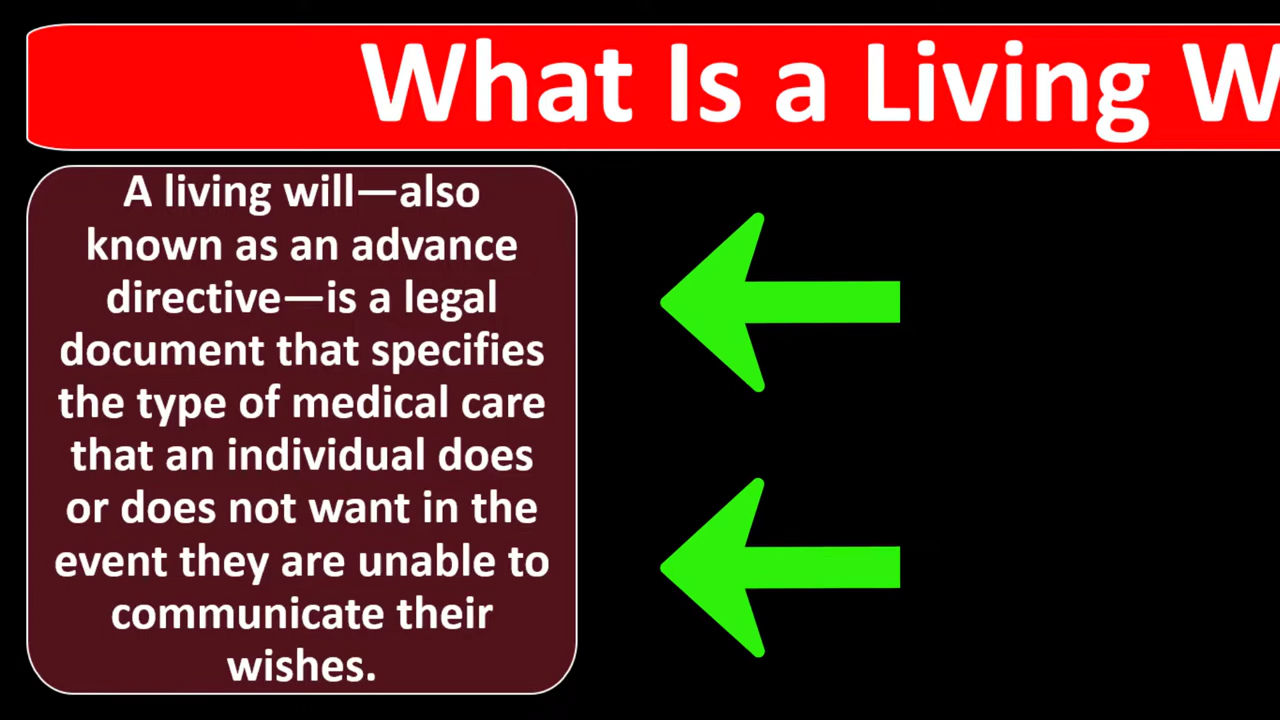 What Is a Living W
A living will—also
known as an advance
directive—is a legal
document that specifies
the type of medical care
that an individual does
or does not want in the
event they are unable to
communicate their
wishes.